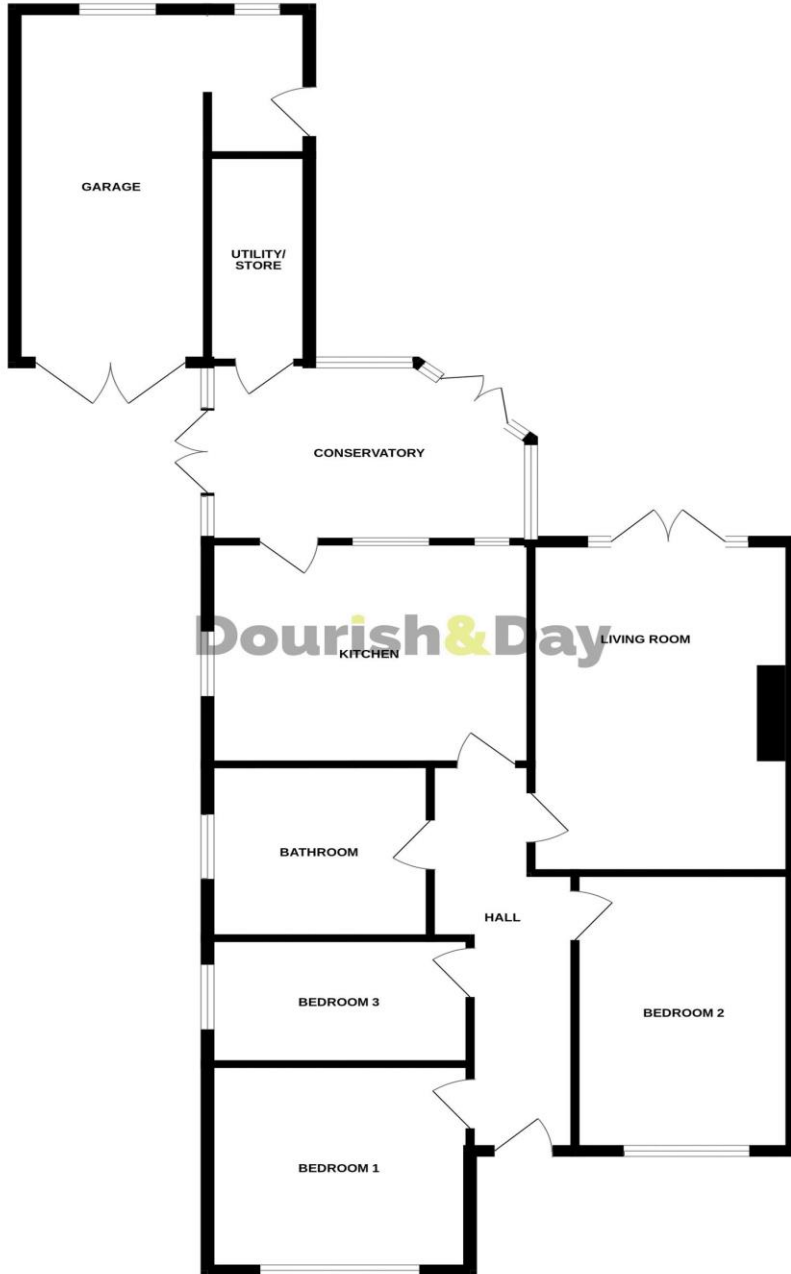 GARAGE
UTILITY/
STORE
CONSERVATORY
Dourish&Day
LIVING ROOM
KITCHEN
BATHROOM
HALL
BEDROOM 3
BEDROOM 2
BEDROOM 1